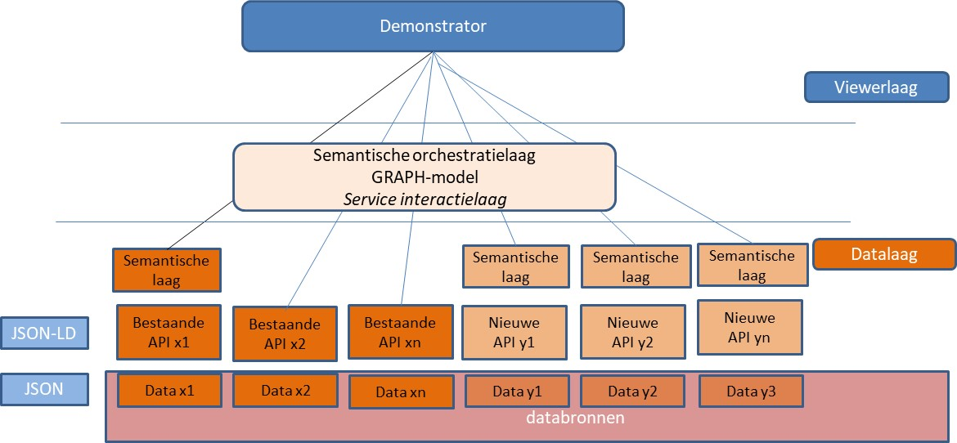 Demonstrator
Viewerlaag
Semantische orchestratielaag
GRAPH-model
Service interactielaag
Datalaag
Semantische
laag
Semantische
laag
Semantische
laag
Semantische
laag
JSON-LD
Bestaande
API x1
Bestaande
API x2
Bestaande
API xn
Nieuwe
API y1
Nieuwe
API y2
Nieuwe
API yn
JSON
Data x1
Data x2
Data xn
Data y1
Data y2
Data y3
databronnen